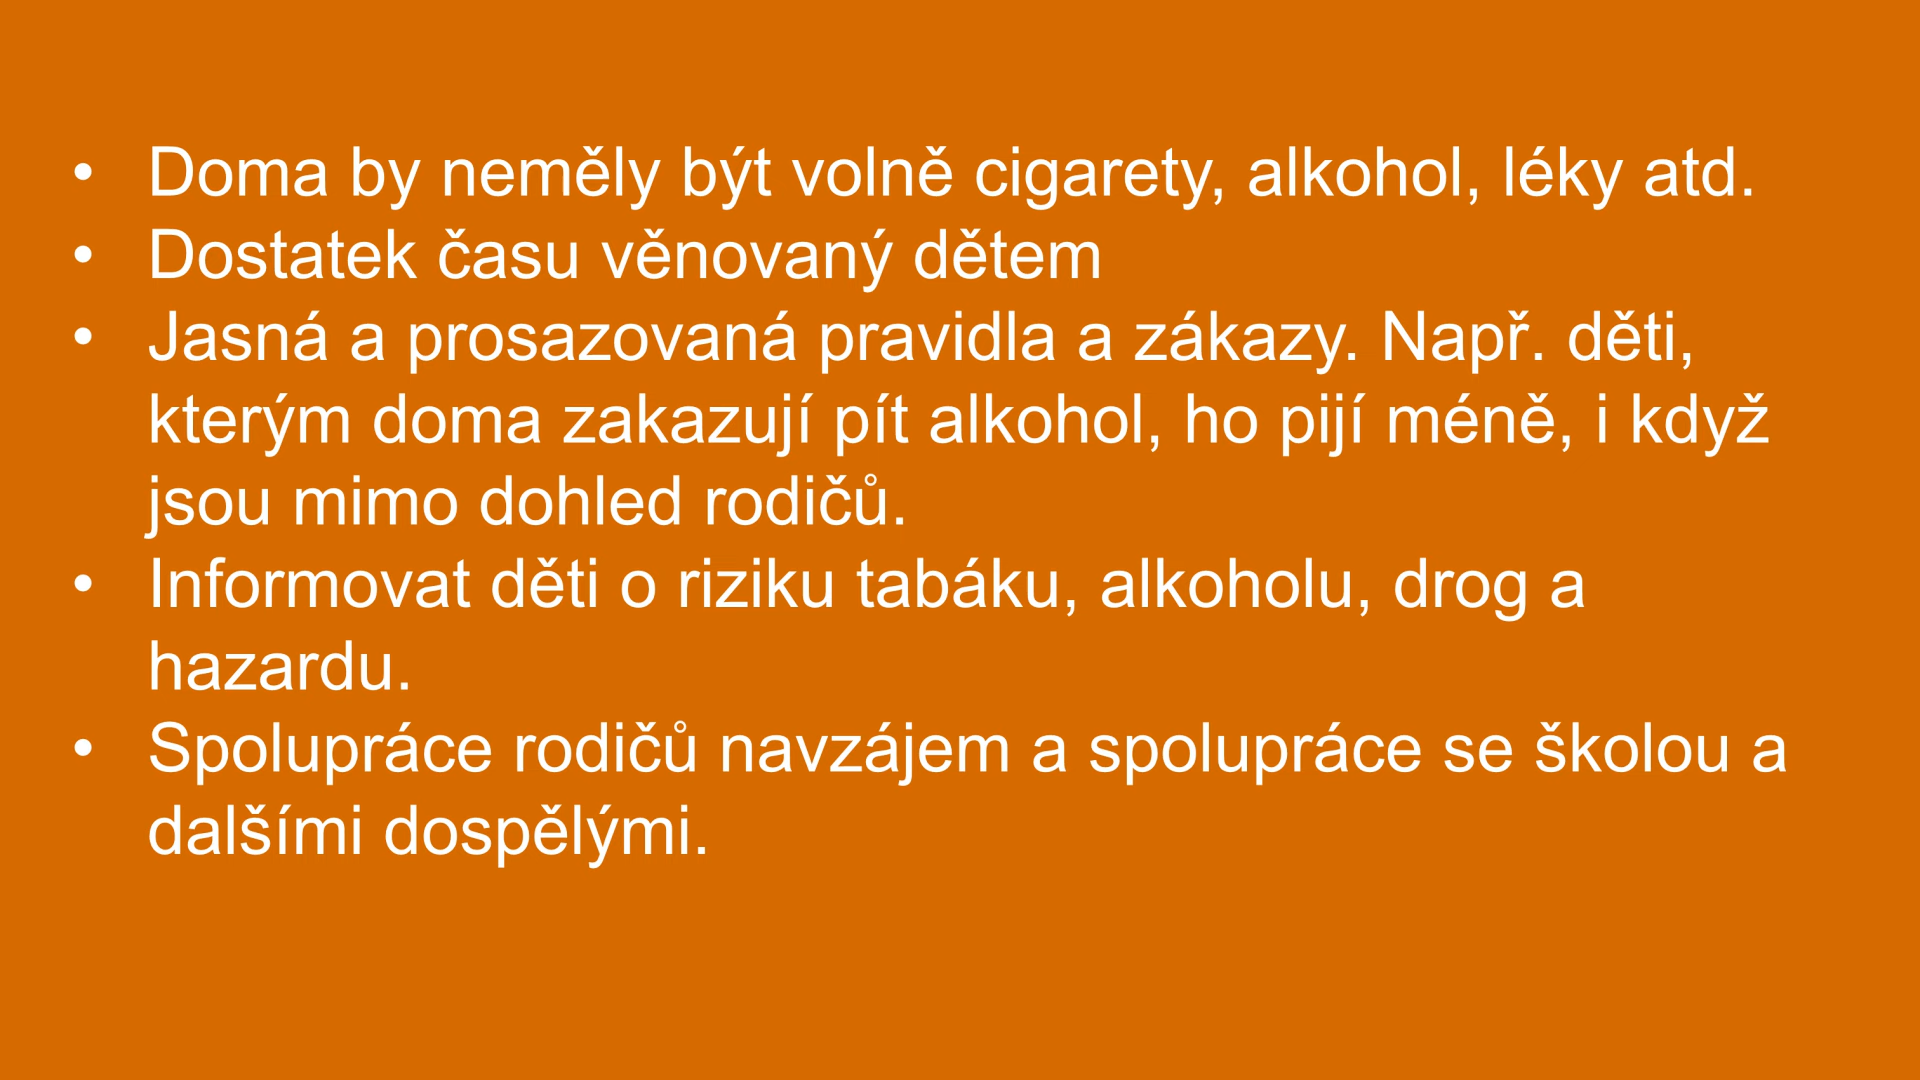 • Doma by neměly být volně cigarety, alkohol, léky atd.
• Dostatek času věnovaný dětem
• Jasná a prosazovaná pravidla a zákazy. Např. děti,
kterým doma zakazují pít alkohol, ho pijí méně, i když
jsou mimo dohled rodičů.
• Informovat děti o riziku tabáku, alkoholu, drog a
hazardu.
• Spolupráce rodičů navzájem a spolupráce se školou a
dalšími dospělými.